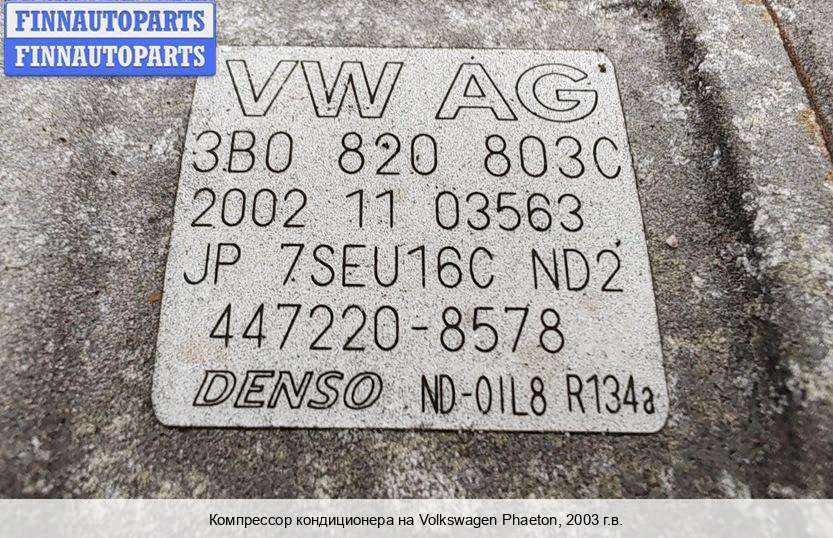 FINNAUTOPARTS
FINNAUTOPARTS
VW AG
3B0 820 803C
2002 11 03563
JP 7SEU16C ND2
447220-8578
DENSO ND-OIL8 R134a
Компрессор кондиционера на Volkswagen Phaeton, 2003 г.в.